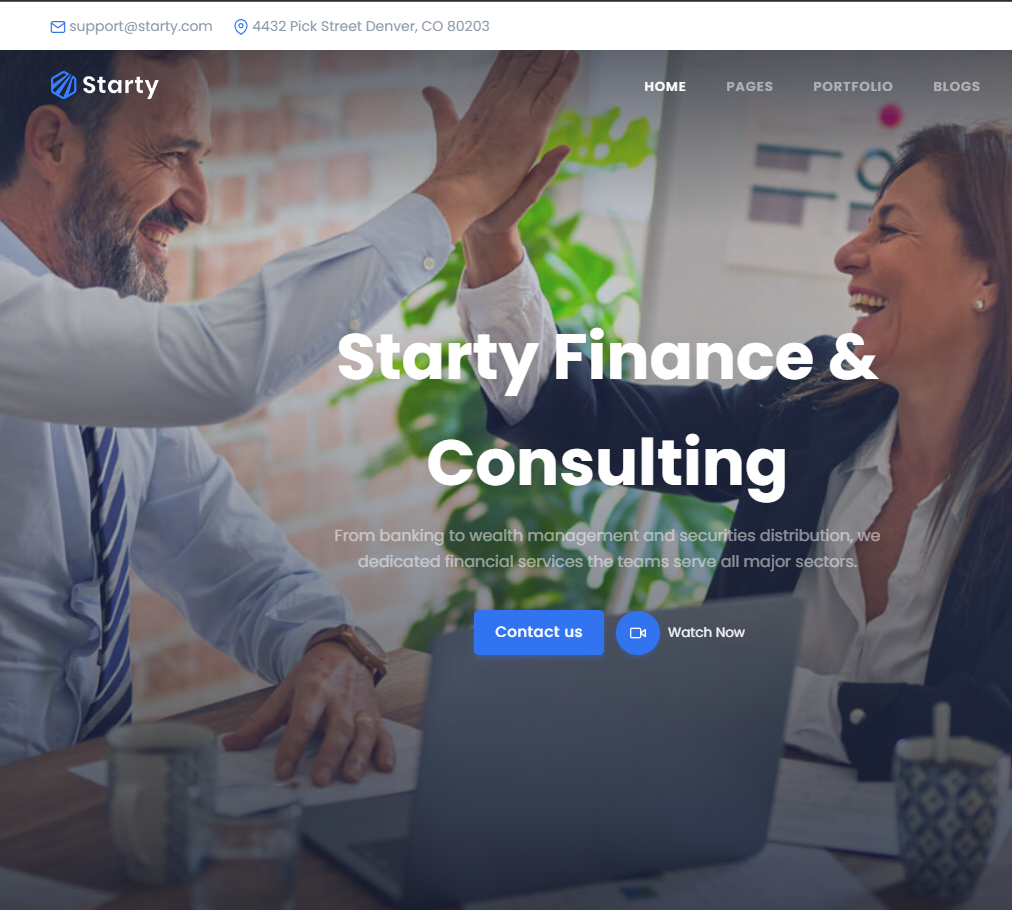 support@starty.com 4432 Pick Street Denver, CO 80203
Starty HOME PAGES PORTFOLIO BLOGS
Starty Finance &
Consulting
From banking to wealth management and securities distribution, we
dedicated financial services the teams serve all major sectors.
Contact us Watch Now